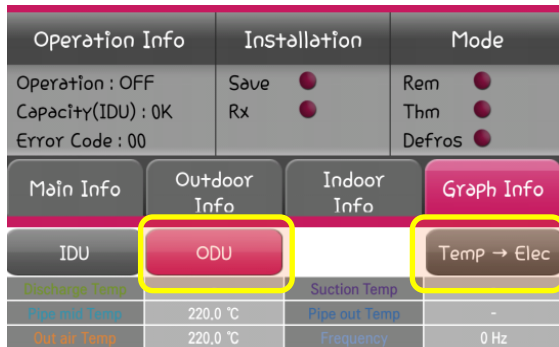 Operation Info Installation Mode
Operation : OFF Save Rem
Capacity(IDU) : 0K Rx Thm
Error Code : 00 Defros
Main Info Outdoor Info Indoor Info Graph Info
IDU ODU Temp → Elec
Discharge Temp Suction Temp
Pipe mid Temp 220,0 ℃ Pipe out Temp -
Out air Temp 220,0 ℃ Frequency 0 Hz